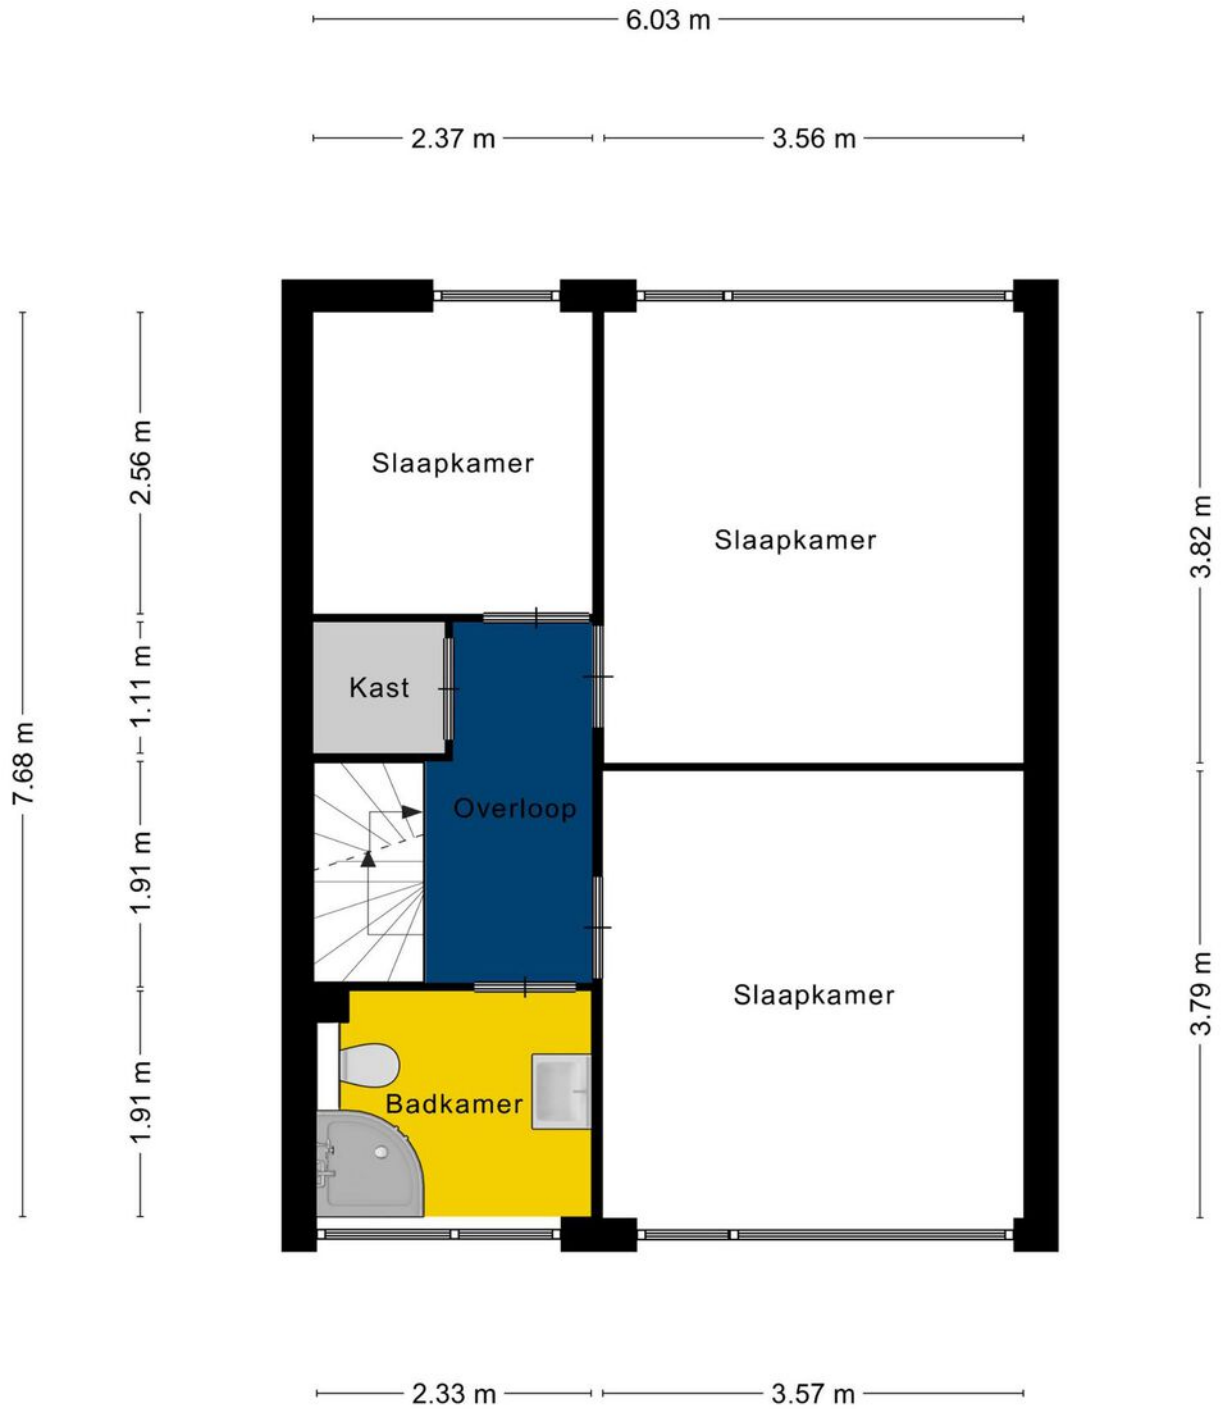 6.03 m
2.37 m
3.56 m
2.56 m
Slaapkamer
3.82 m
Slaapkamer
1.11 m
Kast
7.68 m
Overloop
1.91 m
Slaapkamer
3.79 m
1.91 m
Badkamer
2.33 m
3.57 m